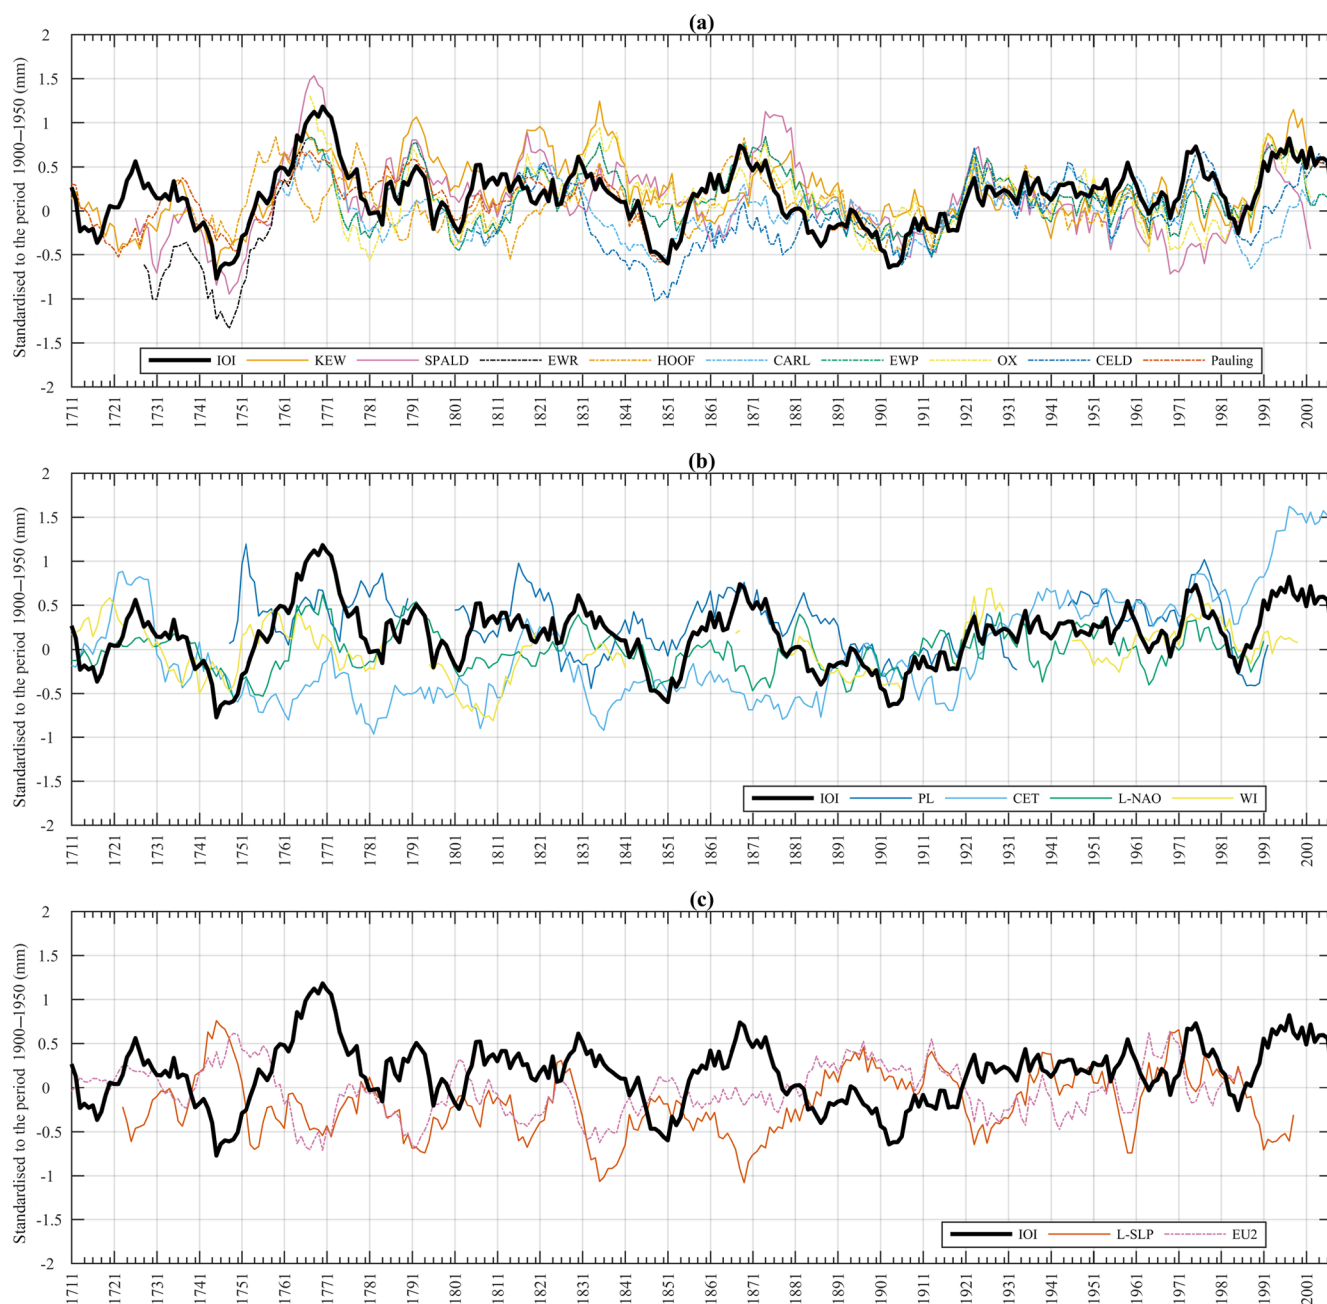 (a)
Standardised to the period 1900–1950 (mm)
2
1.5
1
0.5
0
-0.5
-1
-1.5
-2
IOI KEW SPALD EWR HOOF CARL EWP OX CELD Pauling
1711 1721 1731 1741 1751 1761 1771 1781 1791 1801 1811 1821 1831 1841 1851 1861 1871 1881 1891 1901 1911 1921 1931 1941 1951 1961 1971 1981 1991 2001
(b)
Standardised to the period 1900–1950 (mm)
2
1.5
1
0.5
0
-0.5
-1
-1.5
-2
IOI PL CET L-NAO WI
1711 1721 1731 1741 1751 1761 1771 1781 1791 1801 1811 1821 1831 1841 1851 1861 1871 1881 1891 1901 1911 1921 1931 1941 1951 1961 1971 1981 1991 2001
(c)
Standardised to the period 1900–1950 (mm)
2
1.5
1
0.5
0
-0.5
-1
-1.5
-2
IOI L-SLP EU2
1711 1721 1731 1741 1751 1761 1771 1781 1791 1801 1811 1821 1831 1841 1851 1861 1871 1881 1891 1901 1911 1921 1931 1941 1951 1961 1971 1981 1991 2001